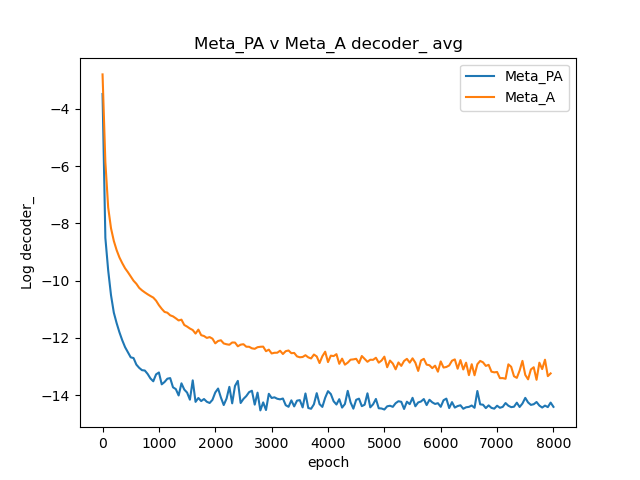 Meta_PA v Meta_A decoder_ avg
Meta_PA
Meta_A
Log decoder_
−4
−6
−8
−10
−12
−14
0 1000 2000 3000 4000 5000 6000 7000 8000
epoch